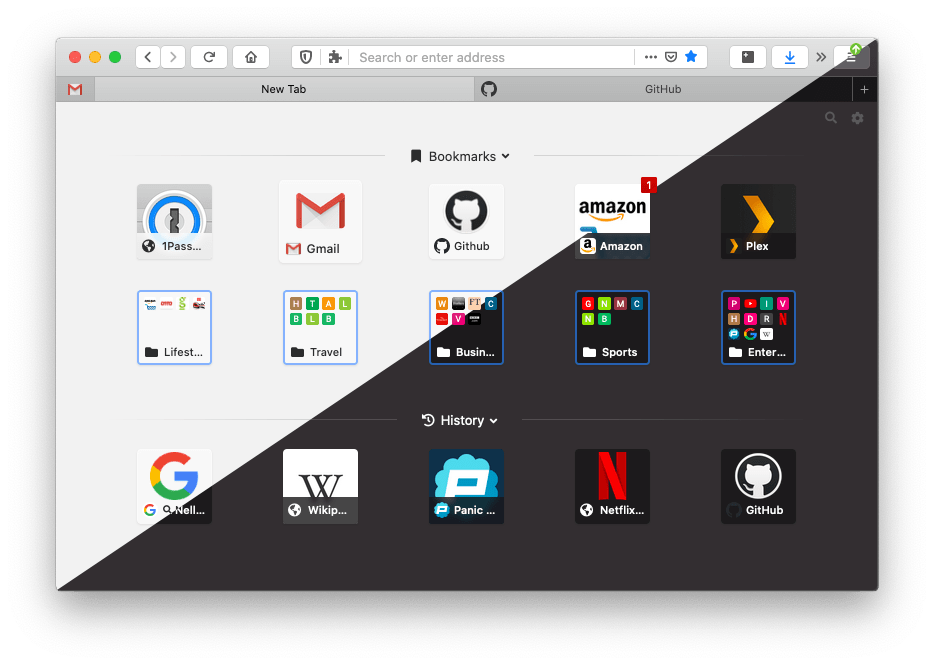 Search or enter address
New Tab
GitHub
Bookmarks
1
amazon
1Pass...
Gmail
Github
a Amazon
Plex
H T A L
B L B
W FT C
V
G N M C
N B
P I V
H D R N
W
Lifest...
Travel
Busin...
Sports
Enter...
History
G W P N
G Nell...
Wikip...
Panic ...
Netflix...
GitHub